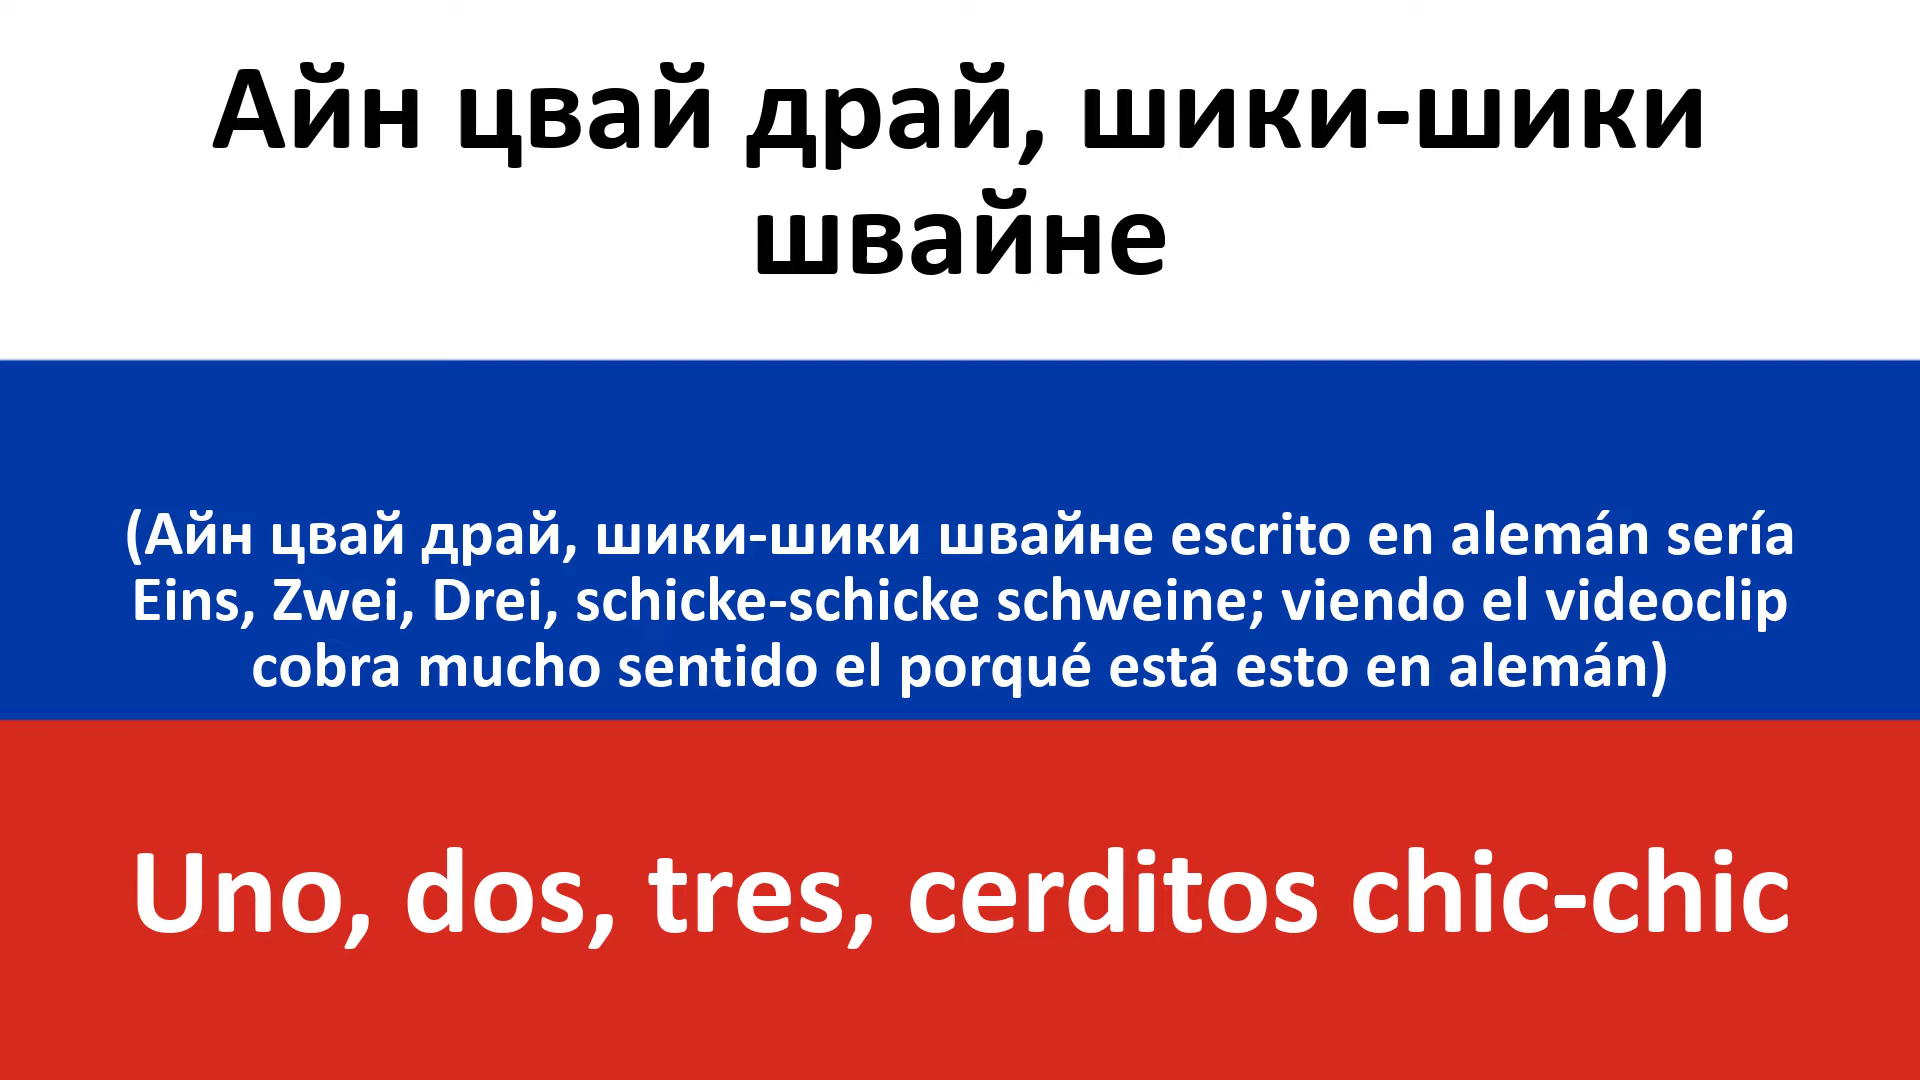 Айн цвай драй, шики-шики
швайне
(Айн цвай драй, шики-шики швайне escrito en alemán sería
Eins, Zwei, Drei, schicke-schicke schweine; viendo el videoclip
cobra mucho sentido el porqué está esto en alemán)
Uno, dos, tres, cerditos chic-chic